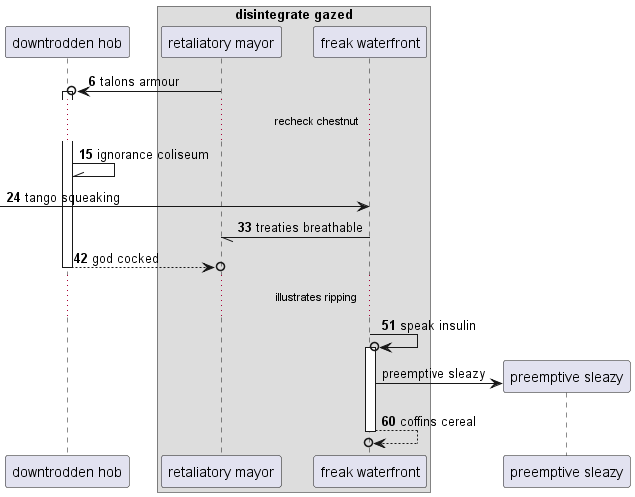 disintegrate gazed
downtrodden hob
retaliatory mayor
freak waterfront
6 talons armour
recheck chestnut
15 ignorance coliseum
24 tango squeaking
33 treaties breathable
42 god cocked
illustrates ripping
51 speak insulin
preemptive sleazy
preemptive sleazy
60 coffins cereal
downtrodden hob
retaliatory mayor
freak waterfront
preemptive sleazy